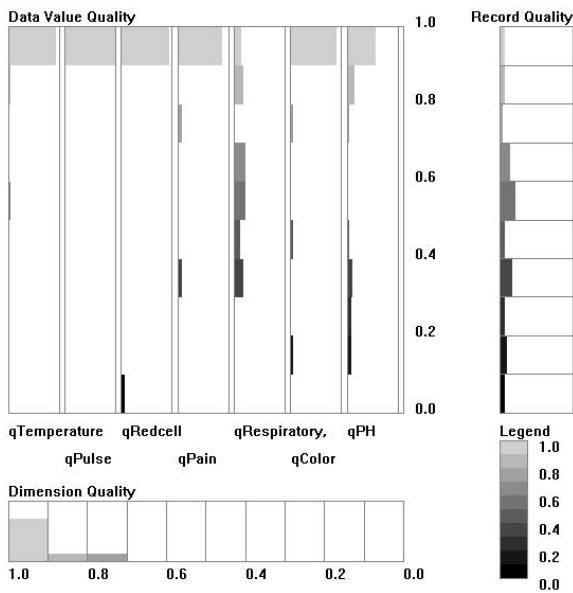 Data Value Quality
1.0
0.8
0.6
0.4
0.2
0.0
qTemperature
qRedcell
qRespiratory,
qPH
qPulse
qPain
qColor
Record Quality
Legend
1.0
0.8
0.6
0.4
0.2
0.0
Dimension Quality
1.0
0.8
0.6
0.4
0.2
0.0